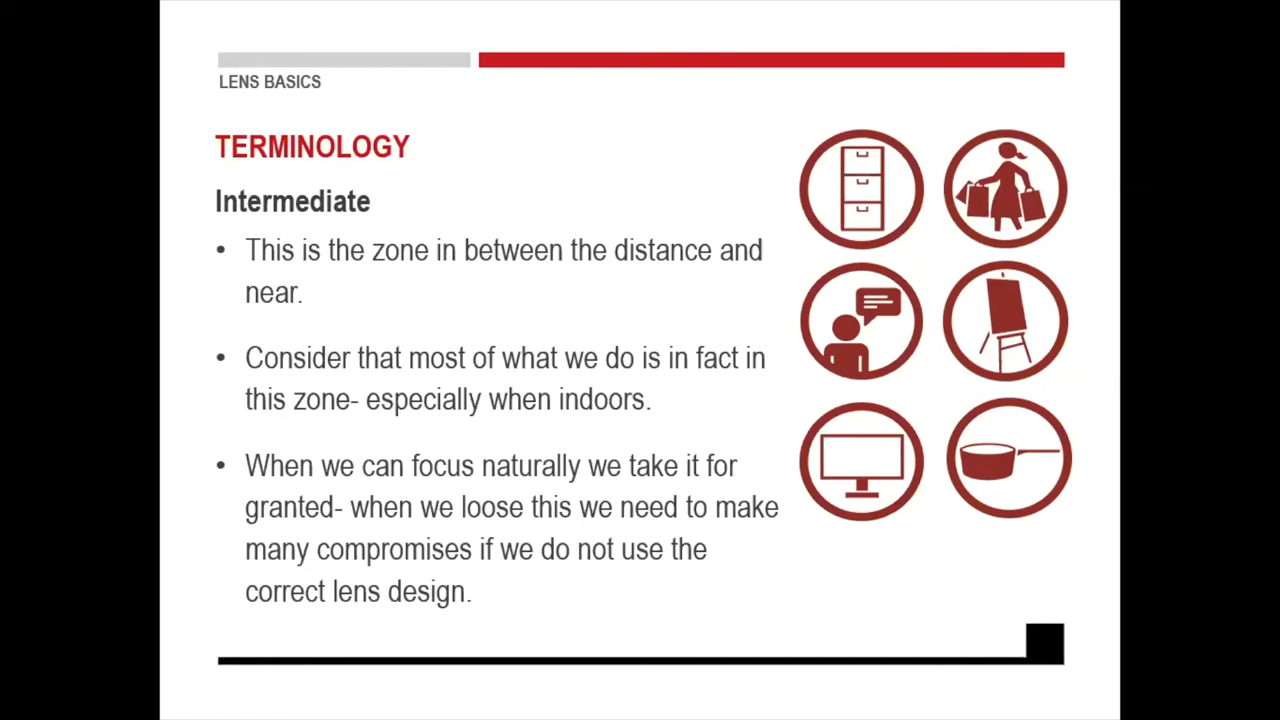 LENS BASICS
TERMINOLOGY
Intermediate
• This is the zone in between the distance and
near.
• Consider that most of what we do is in fact in
this zone- especially when indoors.
• When we can focus naturally we take it for
granted- when we loose this we need to make
many compromises if we do not use the
correct lens design.